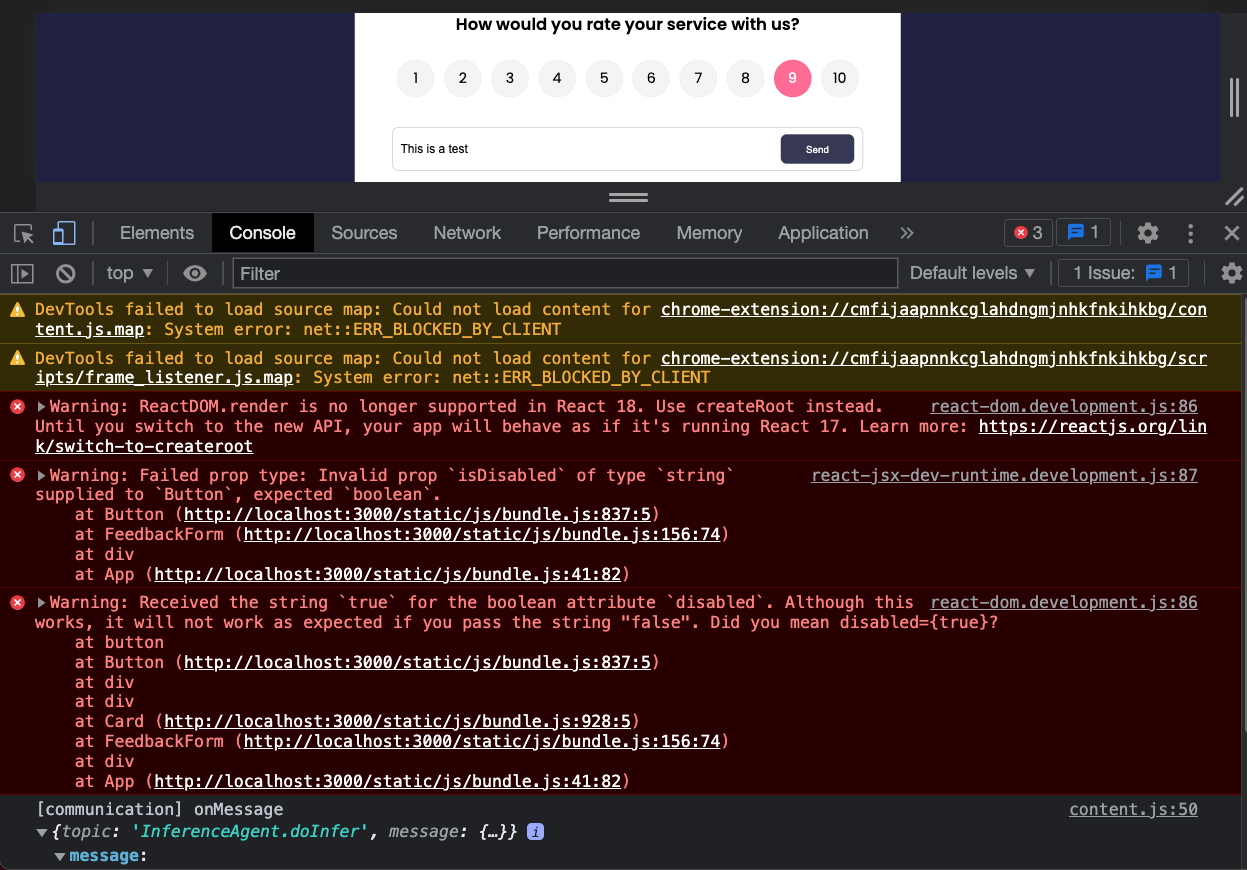 How would you rate your service with us?
1 2 3 4 5 6 7 8 9 10
This is a test Send
Elements Console Sources Network Performance Memory Application » 3 1
top ▼ Filter Default levels ▼ 1 Issue: 1
DevTools failed to load source map: Could not load content for chrome-extension://cmfijaapnnkcglahdngmjnhkfnkihkbg/con
tent.js.map: System error: net::ERR_BLOCKED_BY_CLIENT
DevTools failed to load source map: Could not load content for chrome-extension://cmfijaapnnkcglahdngmjnhkfnkihkbg/scr
ipts/frame_listener.js.map: System error: net::ERR_BLOCKED_BY_CLIENT
Warning: ReactDOM.render is no longer supported in React 18. Use createRoot instead. react-dom.development.js:86
Until you switch to the new API, your app will behave as if it's running React 17. Learn more: https://reactjs.org/lin
k/switch-to-createroot
Warning: Failed prop type: Invalid prop `isDisabled` of type `string` react-jsx-dev-runtime.development.js:87
supplied to `Button`, expected `boolean`.
at Button (http://localhost:3000/static/js/bundle.js:837:5)
at FeedbackForm (http://localhost:3000/static/js/bundle.js:156:74)
at div
at App (http://localhost:3000/static/js/bundle.js:41:82)
Warning: Received the string `true` for the boolean attribute `disabled`. Although this react-dom.development.js:86
works, it will not work as expected if you pass the string "false". Did you mean disabled={true}?
at button
at Button (http://localhost:3000/static/js/bundle.js:837:5)
at div
at div
at Card (http://localhost:3000/static/js/bundle.js:928:5)
at FeedbackForm (http://localhost:3000/static/js/bundle.js:156:74)
at div
at App (http://localhost:3000/static/js/bundle.js:41:82)
[communication] onMessage content.js:50
{topic: 'InferenceAgent.doInfer', message: {…}} i
message: